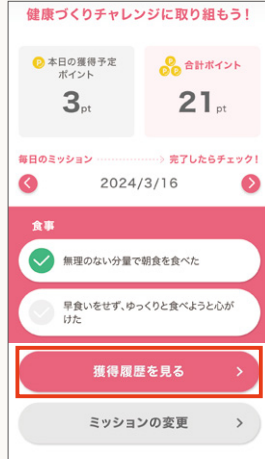 健康づくりチャレンジに取り組もう！
P 本日の獲得予定
ポイント
3pt
P P P 合計ポイント
21 pt
毎日のミッション ……………> 完了したらチェック！
2024/3/16
食事
無理のない分量で朝食を食べた
早食いをせず、ゆっくりと食べようと心が
けた
獲得履歴を見る
ミッションの変更